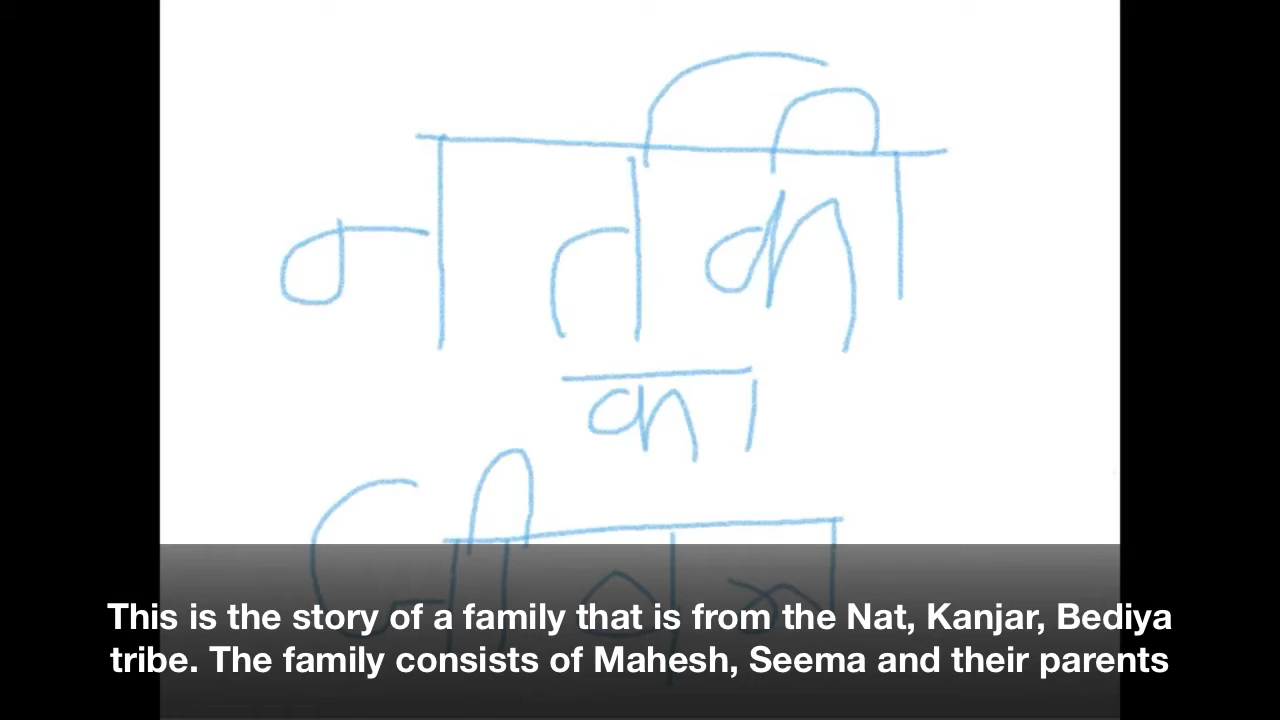 नर्तकी
का
जीवन
This is the story of a family that is from the Nat, Kanjar, Bediya
tribe. The family consists of Mahesh, Seema and their parents